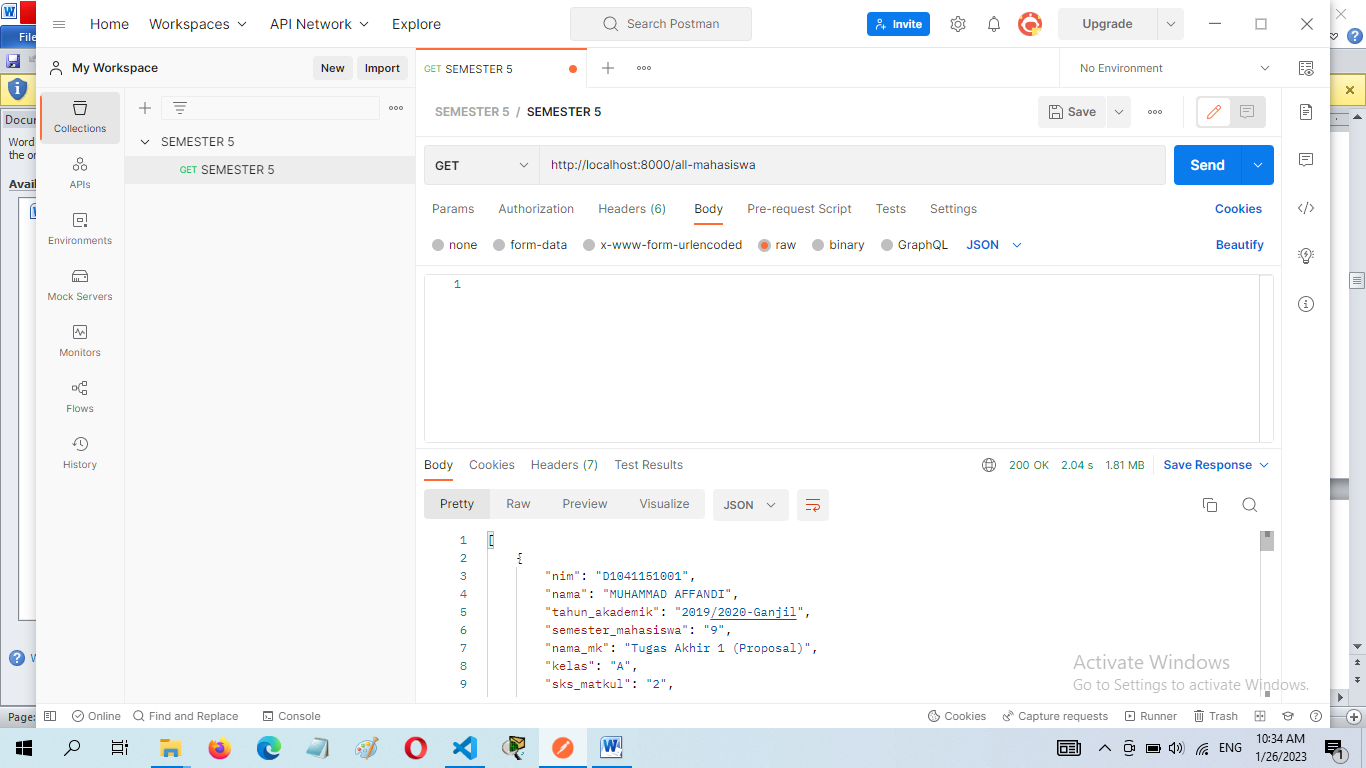 File
Home Workspaces API Network Explore Search Postman Invite Upgrade
My Workspace New Import GET SEMESTER 5 No Environment
Collections
APIs
Environments
Mock Servers
Monitors
Flows
History
SEMESTER 5
GET SEMESTER 5
SEMESTER 5 / SEMESTER 5 Save
GET http://localhost:8000/all-mahasiswa Send
Params Authorization Headers (6) Body Pre-request Script Tests Settings Cookies
none form-data x-www-form-urlencoded raw binary GraphQL JSON Beautify
1
Body Cookies Headers (7) Test Results 200 OK 2.04 s 1.81 MB Save Response
Pretty Raw Preview Visualize JSON
1 [
2 {
3 "nim": "D1041151001",
4 "nama": "MUHAMMAD AFFANDI",
5 "tahun_akademik": "2019/2020-Ganjil",
6 "semester_mahasiswa": "9",
7 "nama_mk": "Tugas Akhir 1 (Proposal)",
8 "kelas": "A",
9 "sks_matkul": "2",
Activate Windows
Go to Settings to activate Windows.
Docum
Word
the or
Availa
W
Page:
Online Find and Replace Console Cookies Capture requests Runner Trash
ENG
10:34 AM
1/26/2023
1